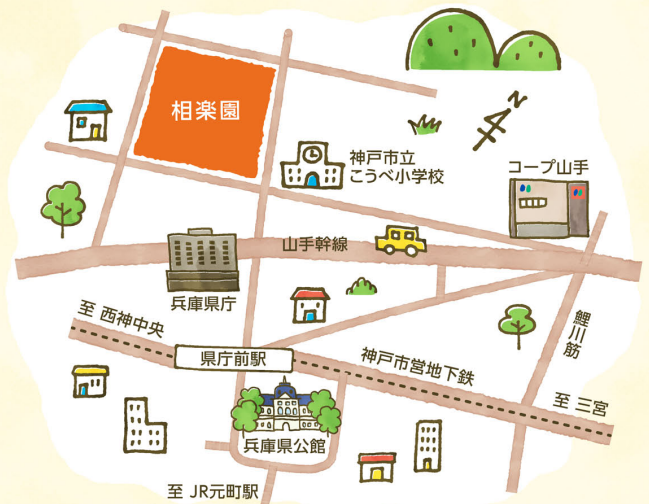 相楽園
N
神戸市立
こうべ小学校
コープ山手
山手幹線
兵庫県庁
至 西神中央
県庁前駅
神戸市営地下鉄
鯉川筋
至 三宮
兵庫県公館
至 JR元町駅